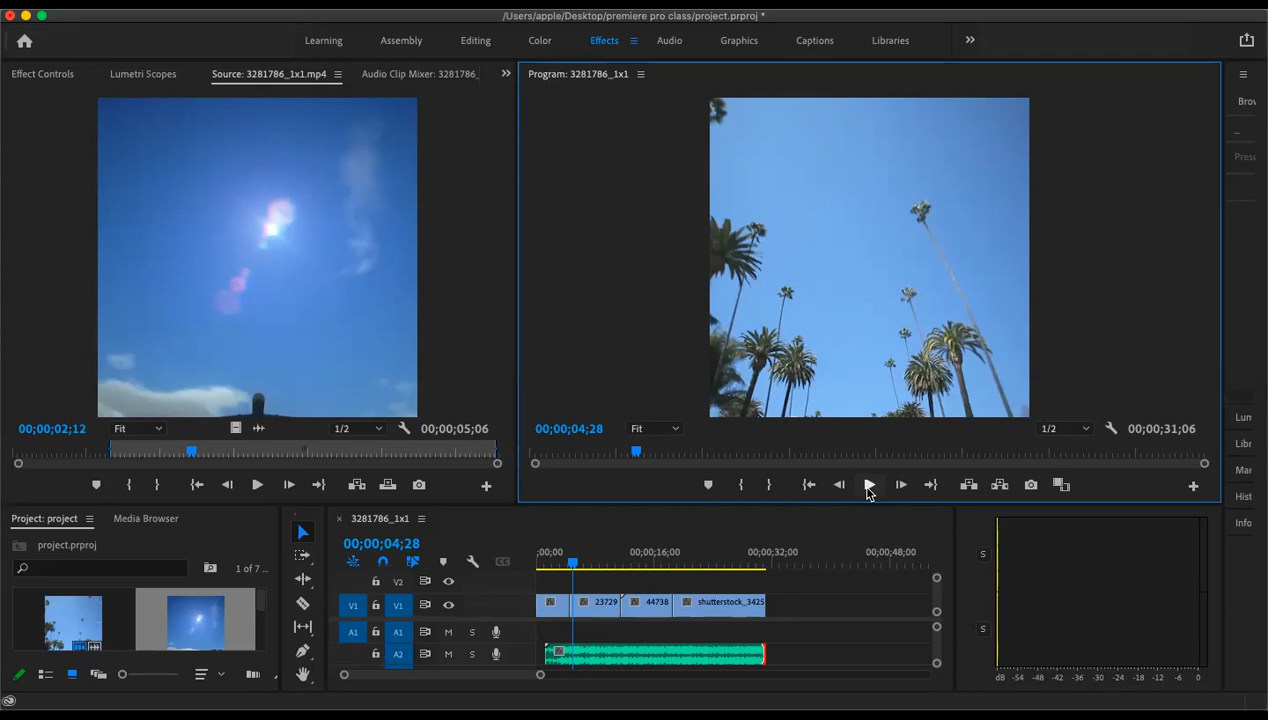 /Users/apple/Desktop/premiere pro class/project.prproj *
Learning Assembly Editing Color Effects Audio Graphics Captions Libraries
Effect Controls Lumetri Scopes Source: 3281786_1x1.mp4 Audio Clip Mixer: 3281786_
Program: 3281786_1x1
Brow
...
Prese
00;00;02;12 Fit 1/2 00;00;05;06
00;00;04;28 Fit 1/2 00;00;31;06
Lum
Libr
Mar
Hist
Info
Project: project Media Browser
project.prproj
1 of 7 ...
3281786_1x1
00;00;04;28
;00;00 00;00;16;00 00;00;32;00 00;00;48;00
V2
V1 V1 23729 44738 shutterstock_3425
A1 A1 M S
A2 M S
fx
S
S
dB -54 -48 -42 -36 -30 -24 -18 -12 -6 0